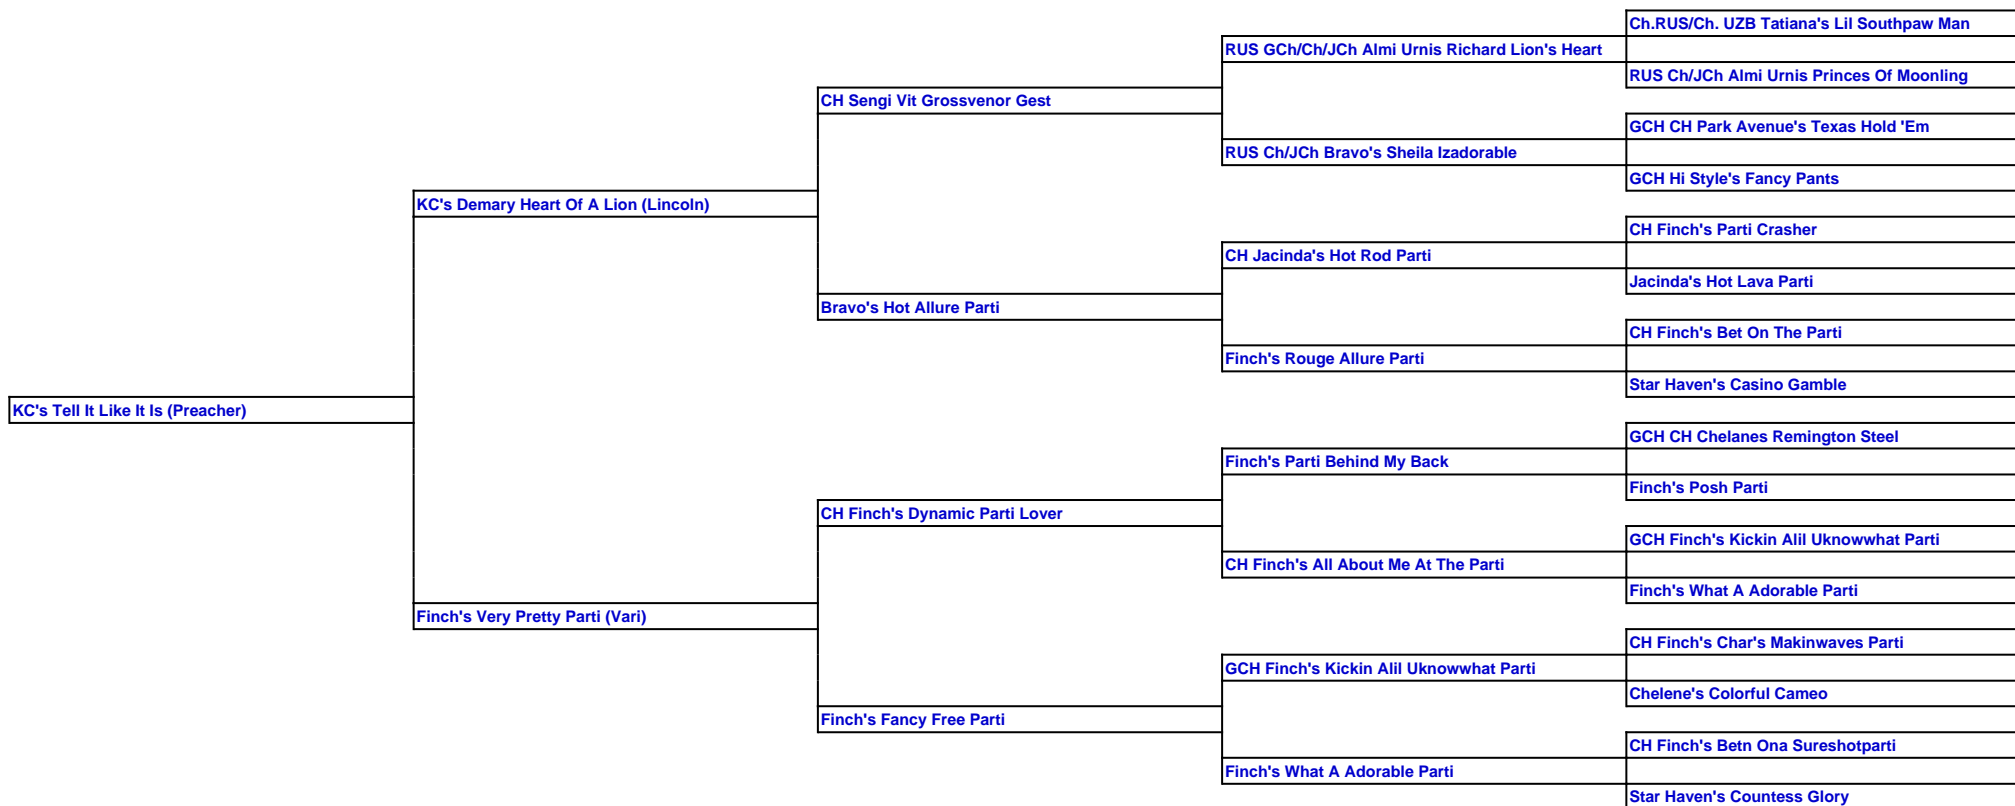 Ch.RUS/Ch. UZB Tatiana's Lil Southpaw Man
RUS GCh/Ch/JCh Almi Urnis Richard Lion's Heart
RUS Ch/JCh Almi Urnis Princes Of Moonling
CH Sengi Vit Grossvenor Gest
GCH CH Park Avenue's Texas Hold 'Em
RUS Ch/JCh Bravo's Sheila Izadorable
GCH Hi Style's Fancy Pants
KC's Demary Heart Of A Lion (Lincoln)
CH Finch's Parti Crasher
CH Jacinda's Hot Rod Parti
Jacinda's Hot Lava Parti
Bravo's Hot Allure Parti
CH Finch's Bet On The Parti
Finch's Rouge Allure Parti
Star Haven's Casino Gamble
KC's Tell It Like It Is (Preacher)
GCH CH Chelanes Remington Steel
Finch's Parti Behind My Back
Finch's Posh Parti
CH Finch's Dynamic Parti Lover
GCH Finch's Kickin Alil Uknowwhat Parti
CH Finch's All About Me At The Parti
Finch's What A Adorable Parti
Finch's Very Pretty Parti (Vari)
CH Finch's Char's Makinwaves Parti
GCH Finch's Kickin Alil Uknowwhat Parti
Chelene's Colorful Cameo
Finch's Fancy Free Parti
CH Finch's Betn Ona Sureshotparti
Finch's What A Adorable Parti
Star Haven's Countess Glory